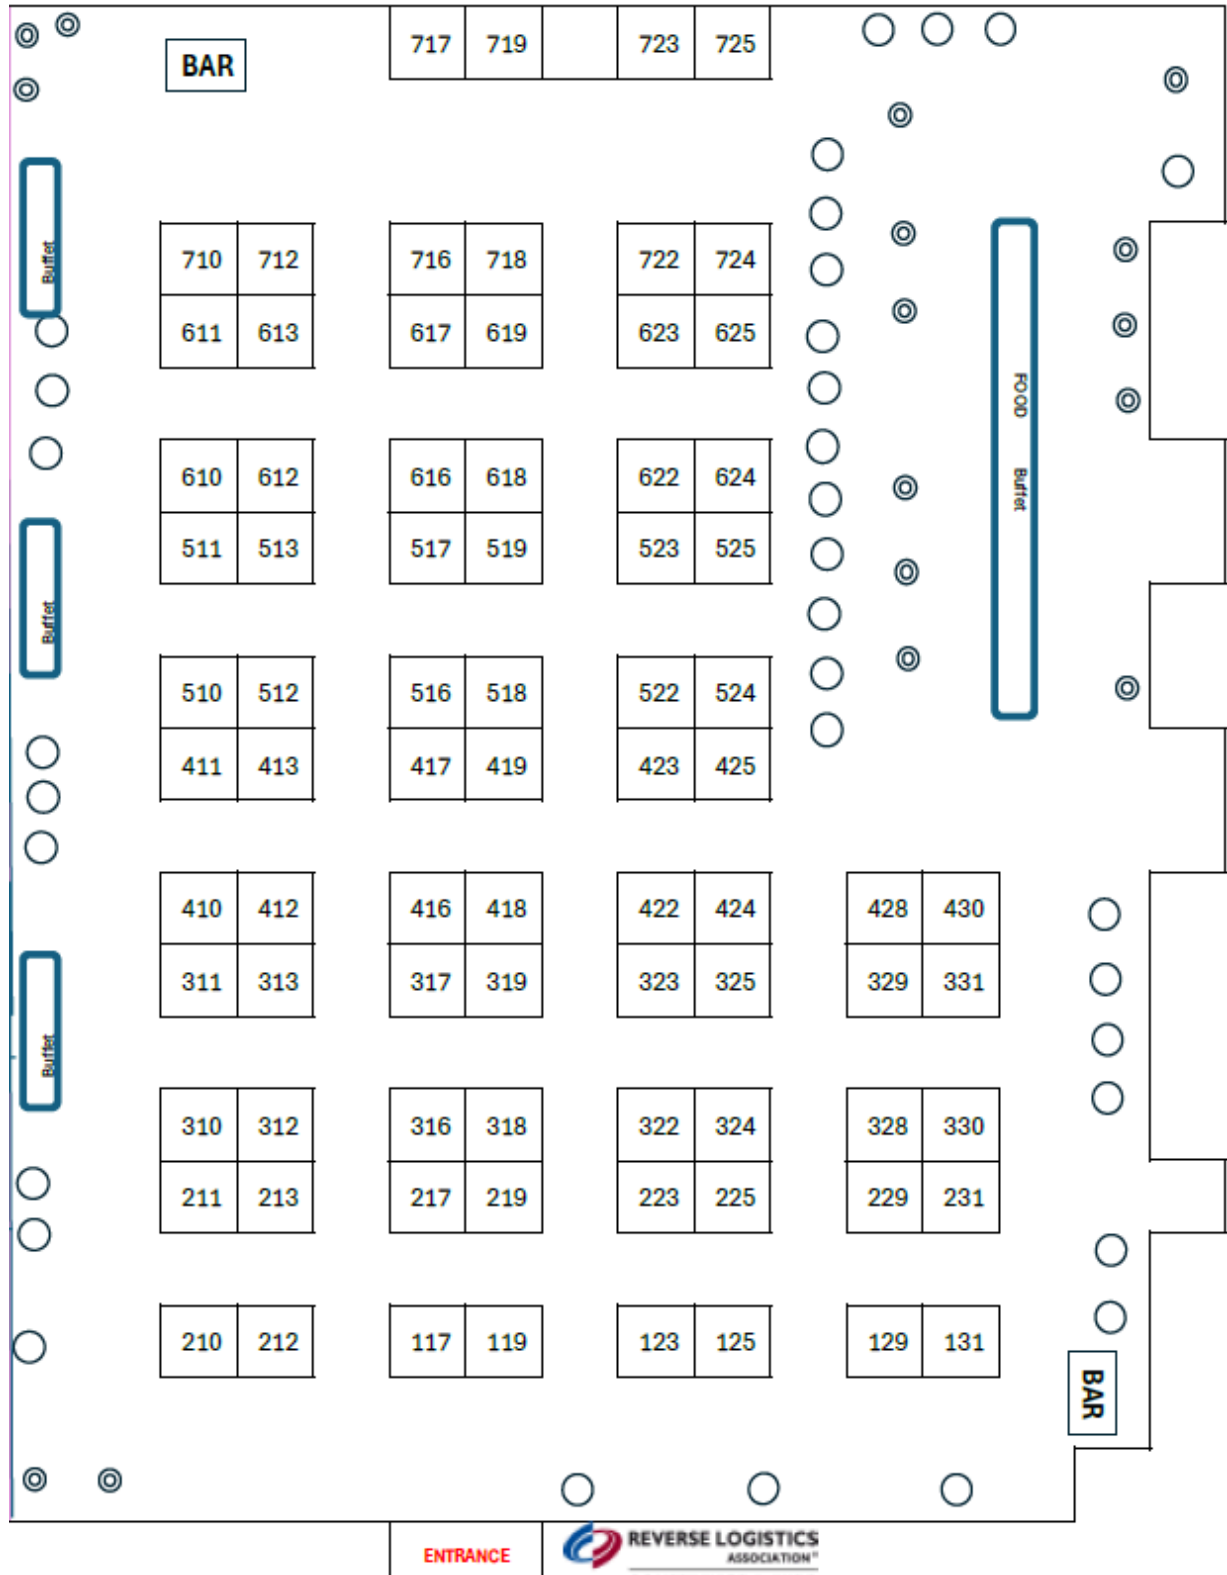 717 719 723 725
BAR
Buffet
710 712 716 718 722 724
611 613 617 619 623 625
FOOD Buffet
610 612 616 618 622 624
511 513 517 519 523 525
Buffet
510 512 516 518 522 524
411 413 417 419 423 425
410 412 416 418 422 424 428 430
311 313 317 319 323 325 329 331
Buffet
310 312 316 318 322 324 328 330
211 213 217 219 223 225 229 231
210 212 117 119 123 125 129 131
BAR
ENTRANCE
REVERSE LOGISTICS
ASSOCIATION®